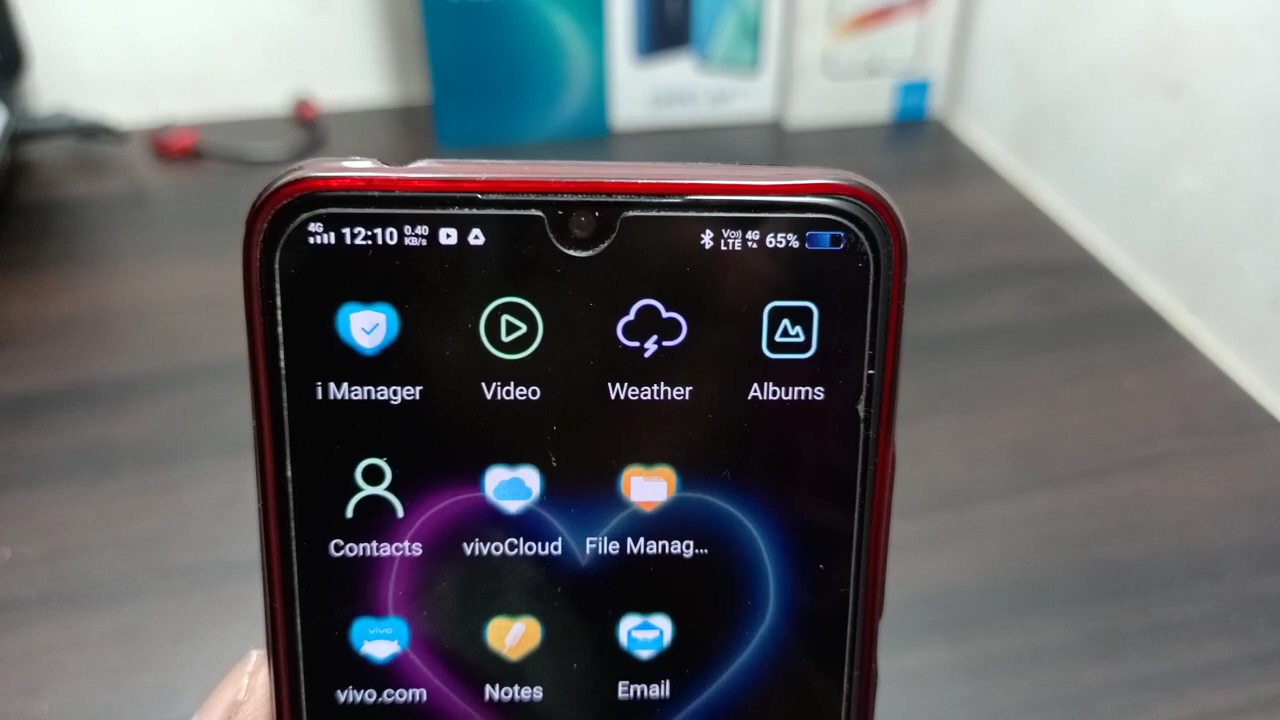 4G 12:10 0.40 KB/s Vo)) LTE 4G 65%
i Manager Video Weather Albums
Contacts vivoCloud File Manag...
vivo
vivo.com Notes Email